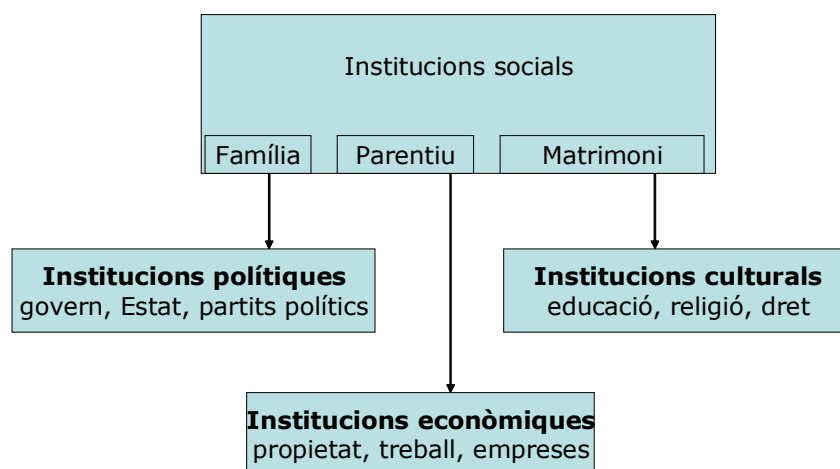 Institucions socials
Família
Parentiu
Matrimoni
Institucions polítiques
govern, Estat, partits polítics
Institucions culturals
educació, religió, dret
Institucions econòmiques
propietat, treball, empreses